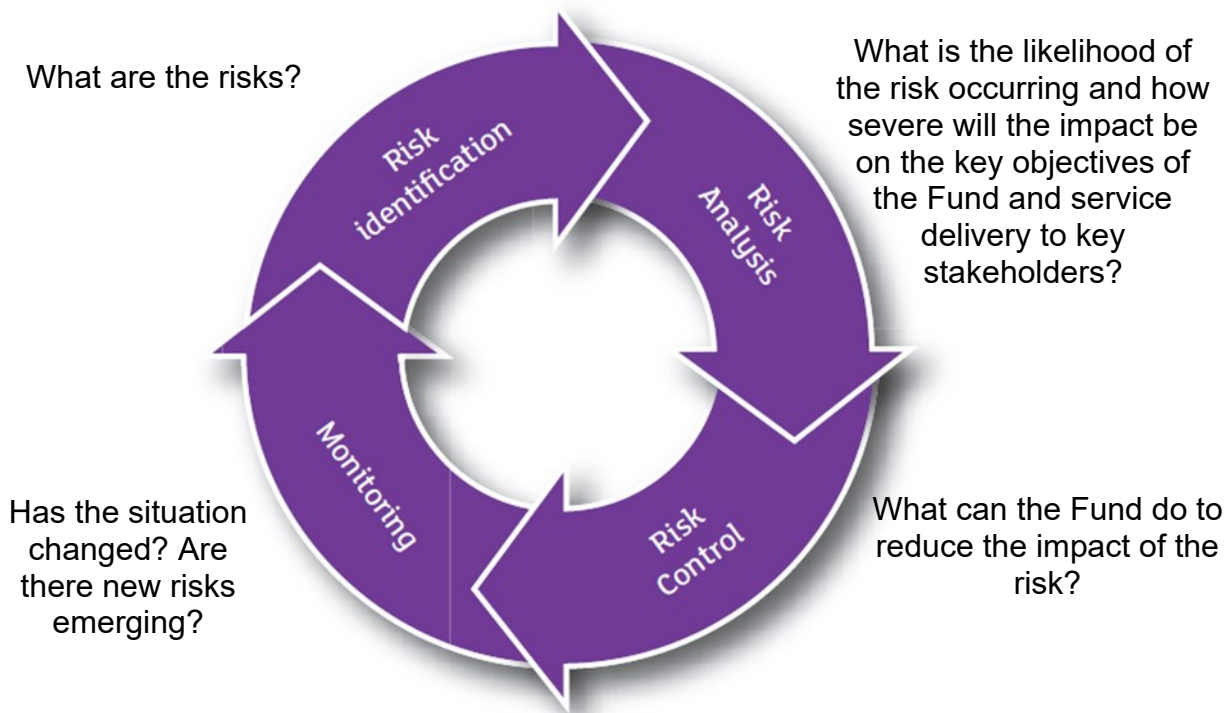 What are the risks?
Risk
identification
What is the likelihood of
the risk occurring and how
severe will the impact be
on the key objectives of
the Fund and service
delivery to key
stakeholders?
Risk
Analysis
What can the Fund do to
reduce the impact of the
risk?
Risk
Control
Has the situation
changed? Are
there new risks
emerging?
Monitoring